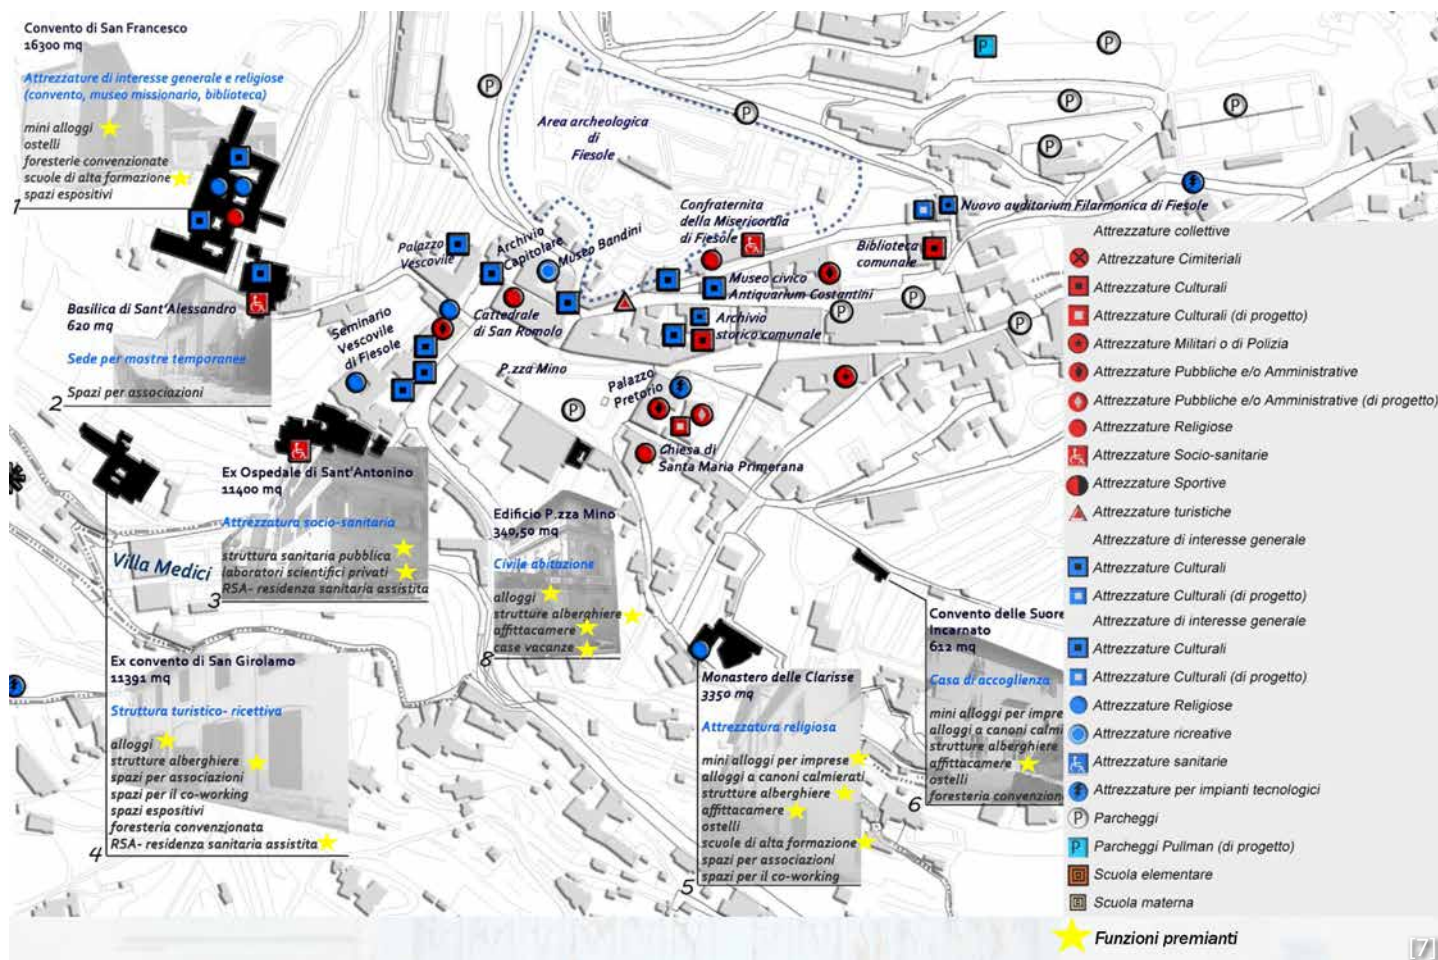 Convento di San Francesco
16300 mq
Attrezzature di interesse generale e religiose
(convento, museo missionario, biblioteca)
mini alloggi
ostelli
foresterie convenzionate
scuole di alta formazione
spazi espositivi
1
Basilica di Sant'Alessandro
620 mq
Sede per mostre temporanee
Spazi per associazioni
2
Ex Ospedale di Sant'Antonino
11400 mq
Attrezzatura socio-sanitaria
struttura sanitaria pubblica
laboratori scientifici privati
RSA- residenza sanitaria assistita
3
Villa Medici
Ex convento di San Girolamo
11391 mq
Struttura turistico- ricettiva
alloggi
strutture alberghiere
spazi per associazioni
spazi per il co-working
spazi espositivi
foresteria convenzionata
RSA- residenza sanitaria assistita
4
Edificio P.zza Mino
340,50 mq
Civile abitazione
alloggi
strutture alberghiere
affittacamere
case vacanze
8
Monastero delle Clarisse
3350 mq
Attrezzatura religiosa
mini alloggi per imprese
alloggi a canoni calmierati
strutture alberghiere
affittacamere
ostelli
scuole di alta formazione
spazi per associazioni
spazi per il co-working
5
Convento delle Suore
Incarnato
612 mq
Casa di accoglienza
mini alloggi per impre
alloggi a canoni calmi
strutture alberghiere
affittacamere
ostelli
foresteria convenzion
6
Area archeologica
di
Fiesole
Palazzo
Vescovile
Archivio
Capitolare
Museo Bandini
Confraternita
della Misericordia
di Fiesole
Biblioteca
comunale
Nuovo auditorium Filarmonica di Fiesole
Museo civico
Antiquarium Costantini
Archivio
storico comunale
Cattedrale
di San Romolo
Seminario
Vescovile
di Fiesole
P.zza Mino
Palazzo
Pretorio
Chiesa di
Santa Maria Primerana
P
P
P
P
P
P
P
P
P
P
P
Attrezzature collettive
Attrezzature Cimiteriali
Attrezzature Culturali
Attrezzature Culturali (di progetto)
Attrezzature Militari o di Polizia
Attrezzature Pubbliche e/o Amministrative
Attrezzature Pubbliche e/o Amministrative (di progetto)
Attrezzature Religiose
Attrezzature Socio-sanitarie
Attrezzature Sportive
Attrezzature turistiche
Attrezzature di interesse generale
Attrezzature Culturali
Attrezzature Culturali (di progetto)
Attrezzature di interesse generale
Attrezzature Culturali
Attrezzature Culturali (di progetto)
Attrezzature Religiose
Attrezzature ricreative
Attrezzature sanitarie
Attrezzature per impianti tecnologici
P Parcheggi
P Parcheggi Pullman (di progetto)
Scuola elementare
Scuola materna
Funzioni premianti
[7]